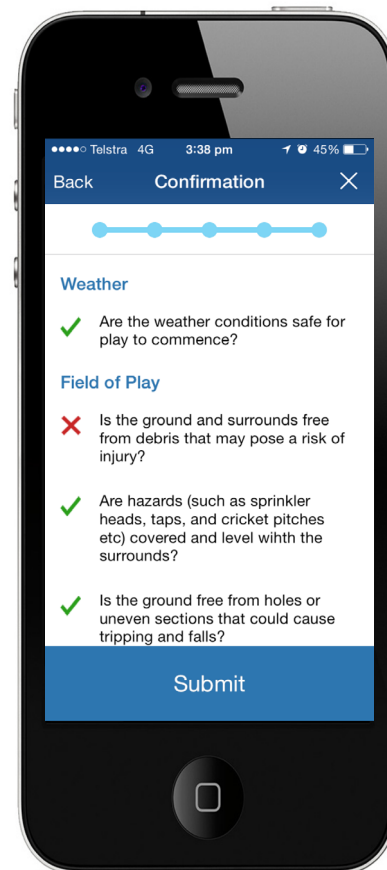 Telstra 4G 3:38 pm 45%
Back Confirmation
Weather
Are the weather conditions safe for
play to commence?
Field of Play
Is the ground and surrounds free
from debris that may pose a risk of
injury?
Are hazards (such as sprinkler
heads, taps, and cricket pitches
etc) covered and level wihth the
surrounds?
Is the ground free from holes or
uneven sections that could cause
tripping and falls?
Submit